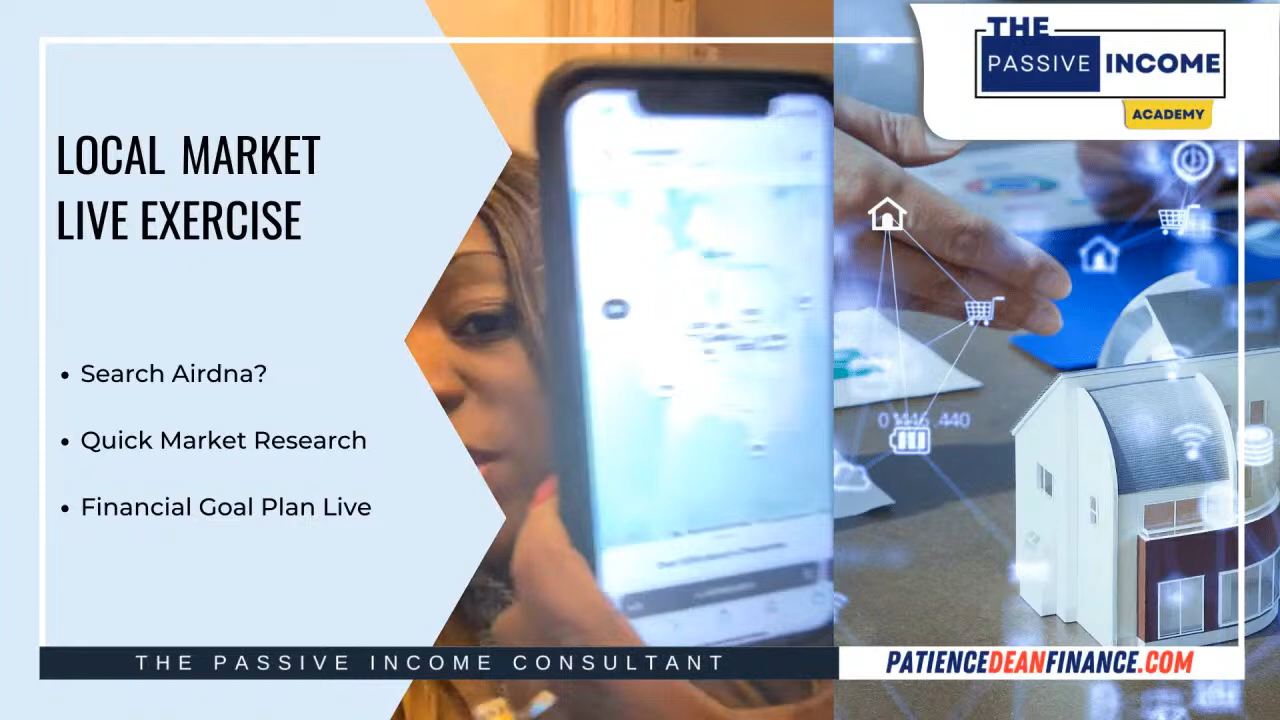 THE
PASSIVE INCOME
ACADEMY
LOCAL MARKET
LIVE EXERCISE
• Search Airdna?
• Quick Market Research
• Financial Goal Plan Live
THE PASSIVE INCOME CONSULTANT
PATIENCEDEANFINANCE.COM